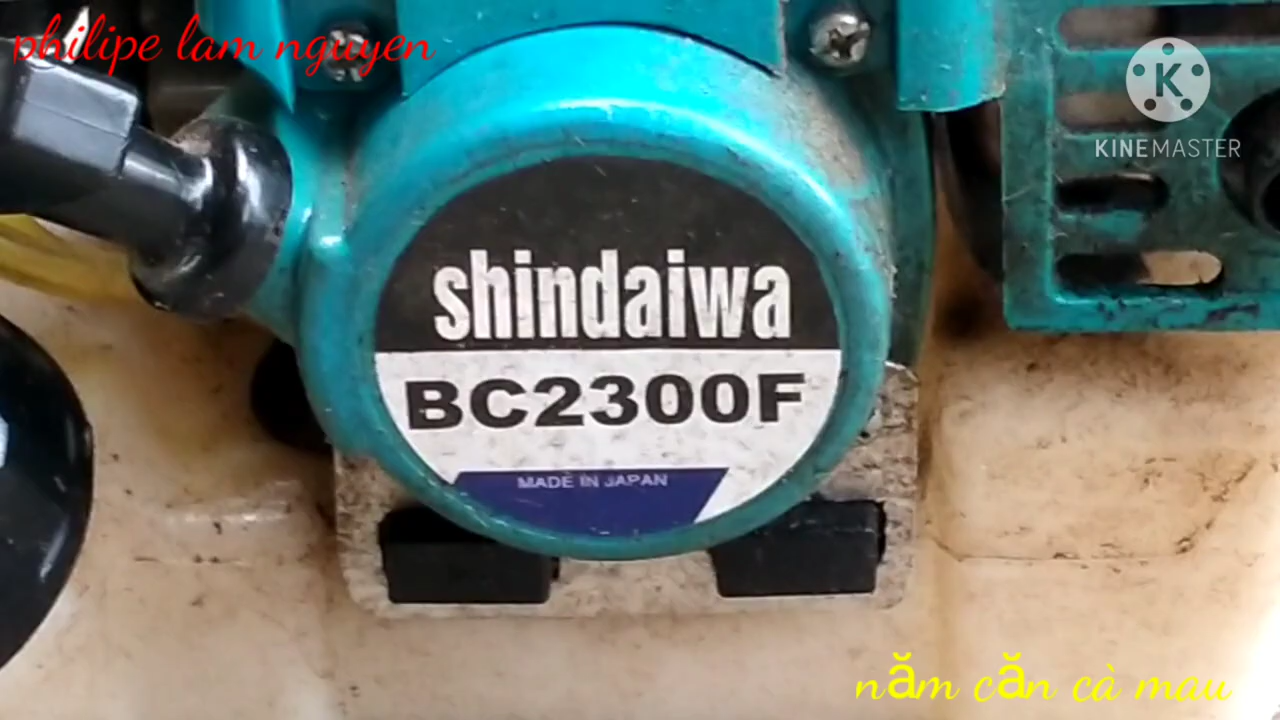 philipe lam nguyen
K
KINEMASTER
shindaiwa
BC2300F
MADE IN JAPAN
năm căn cà mau